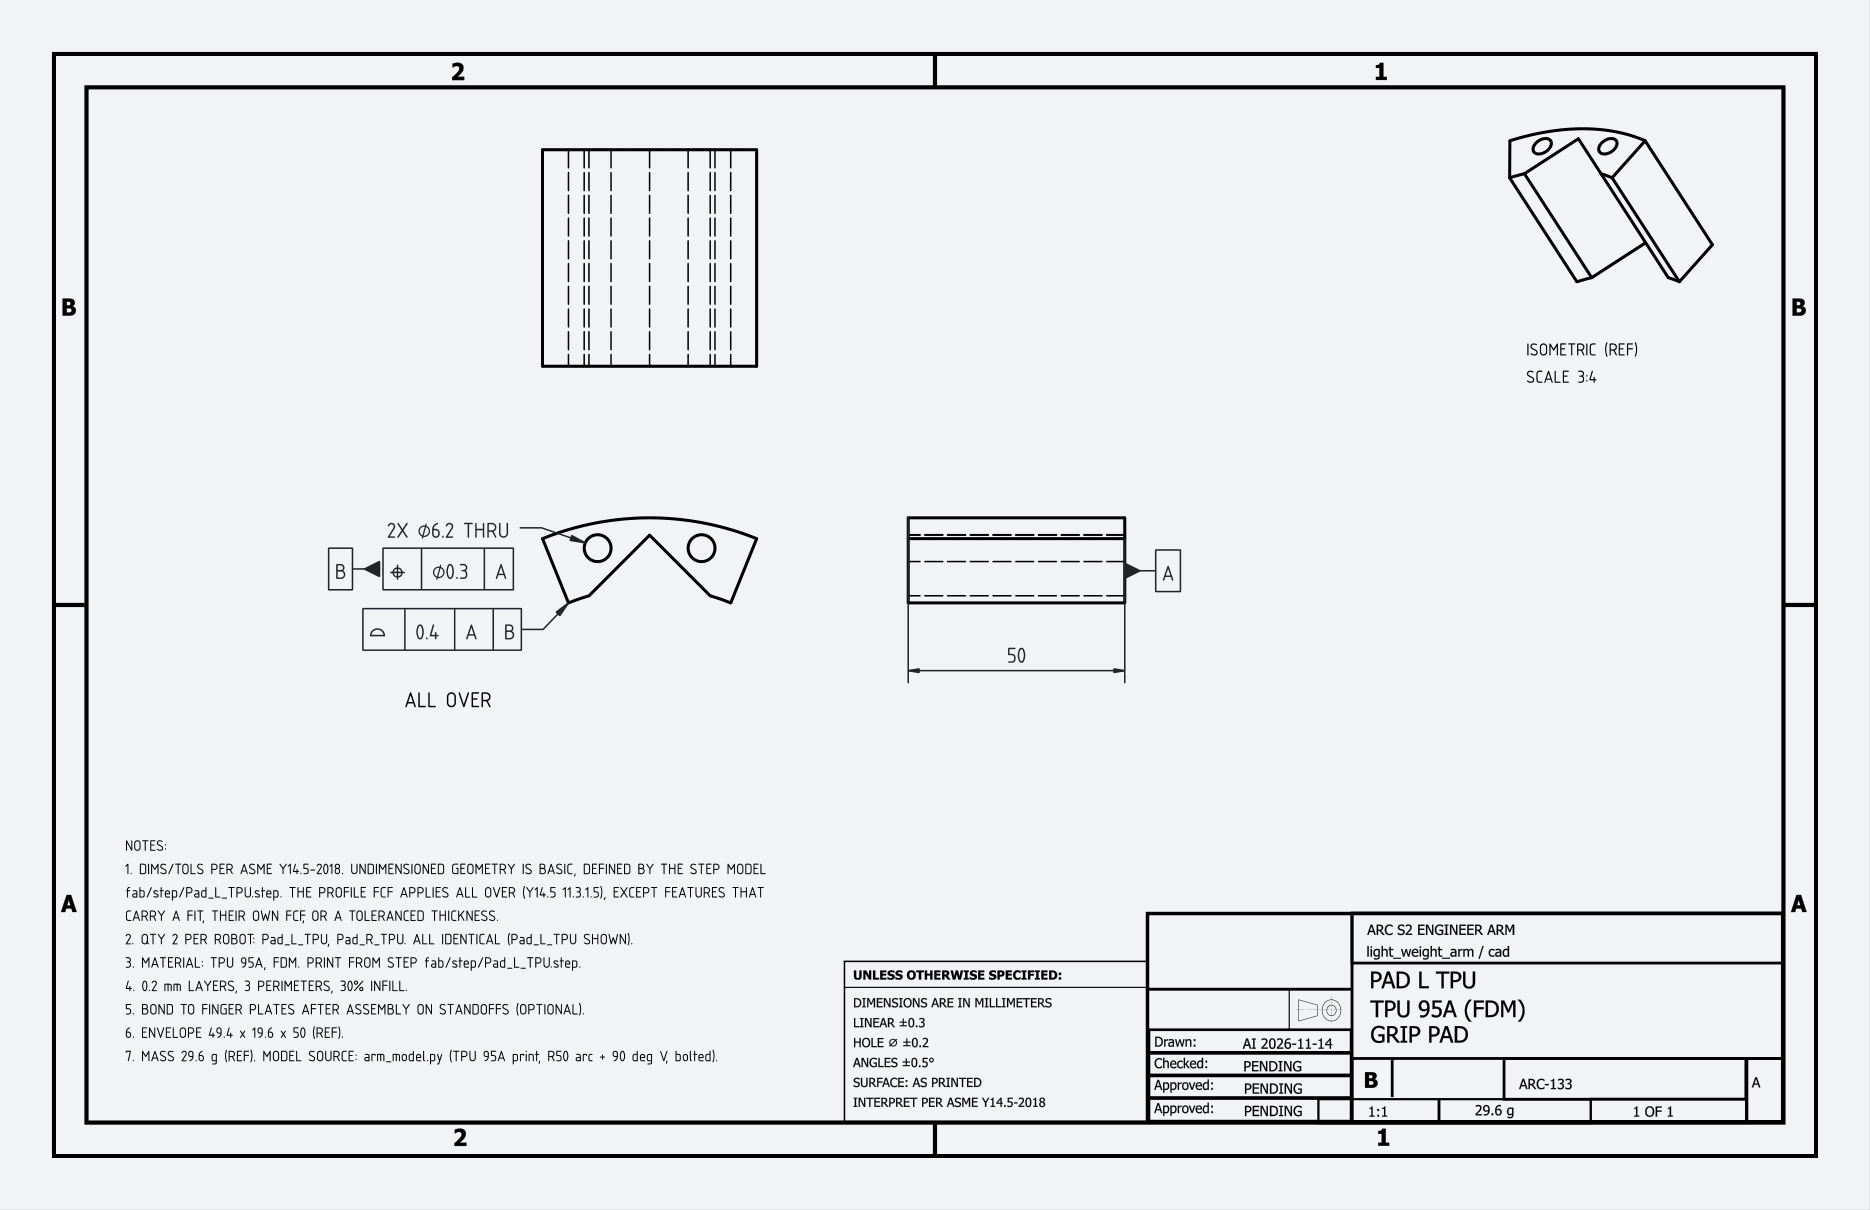 2
1
B
B
ISOMETRIC (REF)
SCALE 3:4
2X ⌀6.2 THRU
B ⌖ ⌀0.3 A
⌓ 0.4 A B
ALL OVER
A
50
A
A
NOTES:
1. DIMS/TOLS PER ASME Y14.5-2018. UNDIMENSIONED GEOMETRY IS BASIC, DEFINED BY THE STEP MODEL
fab/step/Pad_L_TPU.step. THE PROFILE FCF APPLIES ALL OVER (Y14.5 11.3.1.5), EXCEPT FEATURES THAT
CARRY A FIT, THEIR OWN FCF, OR A TOLERANCED THICKNESS.
2. QTY 2 PER ROBOT: Pad_L_TPU, Pad_R_TPU. ALL IDENTICAL (Pad_L_TPU SHOWN).
3. MATERIAL: TPU 95A, FDM. PRINT FROM STEP fab/step/Pad_L_TPU.step.
4. 0.2 mm LAYERS, 3 PERIMETERS, 30% INFILL.
5. BOND TO FINGER PLATES AFTER ASSEMBLY ON STANDOFFS (OPTIONAL).
6. ENVELOPE 49.4 x 19.6 x 50 (REF).
7. MASS 29.6 g (REF). MODEL SOURCE: arm_model.py (TPU 95A print, R50 arc + 90 deg V, bolted).
UNLESS OTHERWISE SPECIFIED:
DIMENSIONS ARE IN MILLIMETERS
LINEAR ±0.3
HOLE ⌀ ±0.2
ANGLES ±0.5°
SURFACE: AS PRINTED
INTERPRET PER ASME Y14.5-2018
Drawn: AI 2026-11-14
Checked: PENDING
Approved: PENDING
Approved: PENDING
ARC S2 ENGINEER ARM
light_weight_arm / cad
PAD L TPU
TPU 95A (FDM)
GRIP PAD
B ARC-133 A
1:1 29.6 g 1 OF 1
2
1